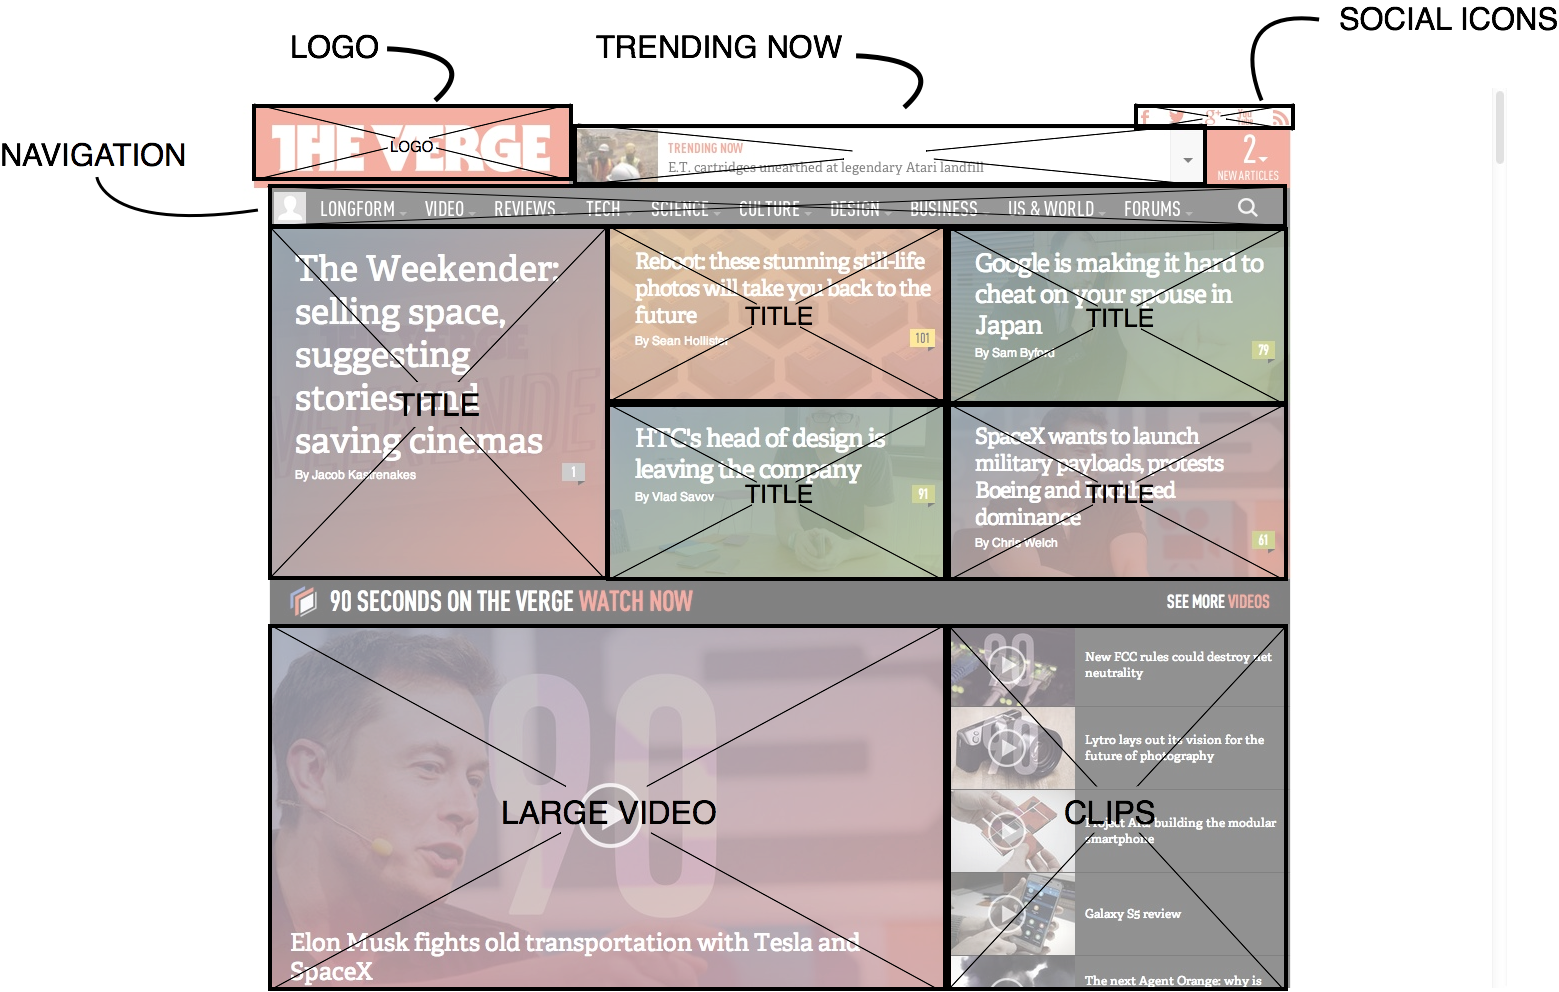 SOCIAL ICONS
LOGO
TRENDING NOW
NAVIGATION
THE VERGE
LOGO
TRENDING NOW
E.T. cartridges unearthed at legendary Atari landfill
2
NEW ARTICLES
LONGFORM VIDEO REVIEWS TECH SCIENCE CULTURE DESIGN BUSINESS US & WORLD FORUMS
The Weekender:
selling space,
suggesting
stories, and
saving cinemas
By Jacob Kastrenakes
1
TITLE
Reboot: these stunning still-life
photos will take you back to the
future
By Sean Hollister
101
TITLE
Google is making it hard to
cheat on your spouse in
Japan
By Sam Byford
79
TITLE
HTC's head of design is
leaving the company
By Vlad Savov
91
TITLE
SpaceX wants to launch
military payloads, protests
Boeing and Lockheed
dominance
By Chris Welch
61
TITLE
90 SECONDS ON THE VERGE WATCH NOW
SEE MORE VIDEOS
90
LARGE VIDEO
Elon Musk fights old transportation with Tesla and
SpaceX
90
New FCC rules could destroy net
neutrality
90
Lytro lays out its vision for the
future of photography
CLIPS
Project Ara: building the modular
smartphone
Galaxy S5 review
The next Agent Orange: why is